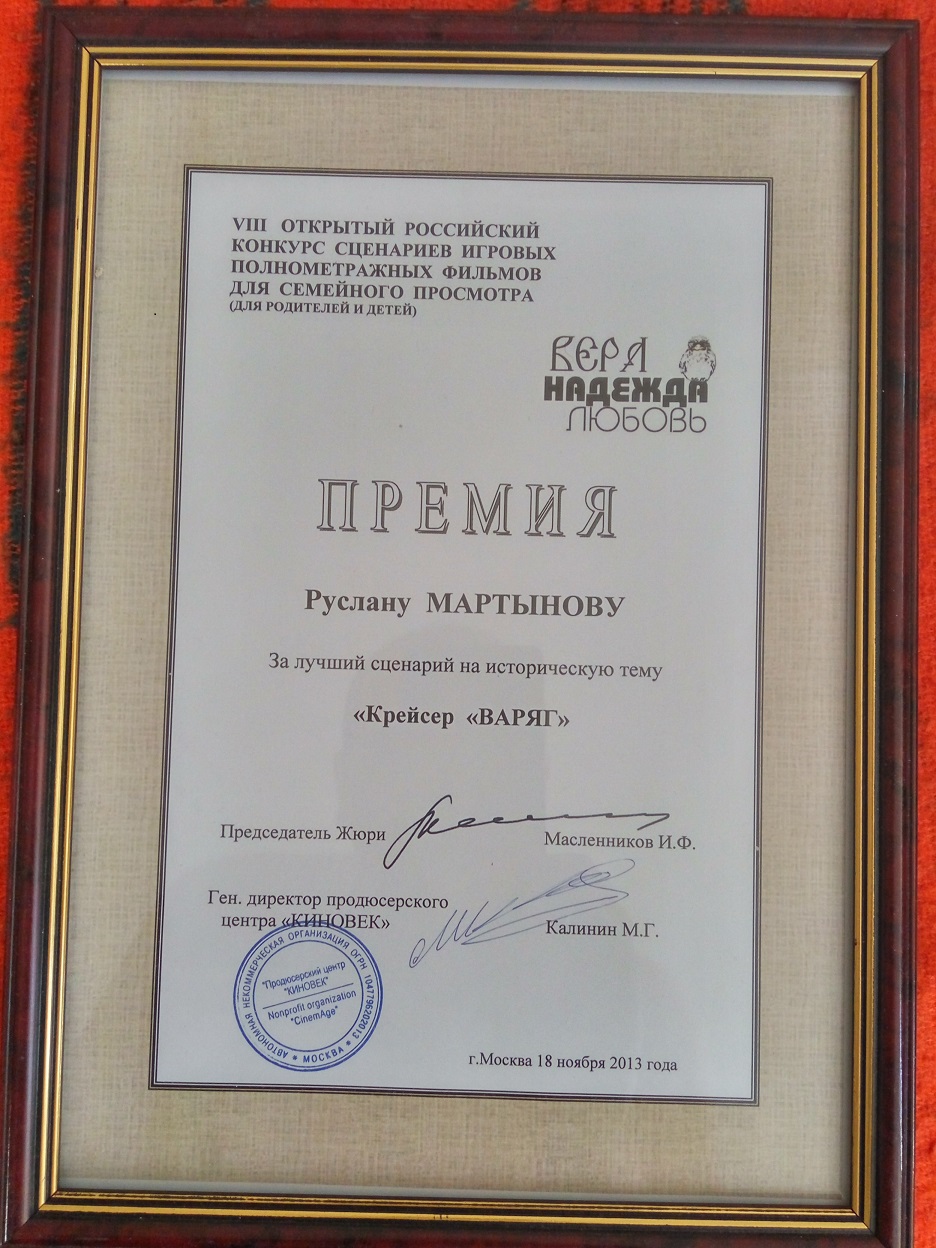 VIII ОТКРЫТЫЙ РОССИЙСКИЙ
КОНКУРС СЦЕНАРИЕВ ИГРОВЫХ
ПОЛНОМЕТРАЖНЫХ ФИЛЬМОВ
ДЛЯ СЕМЕЙНОГО ПРОСМОТРА
(ДЛЯ РОДИТЕЛЕЙ И ДЕТЕЙ)
ВЕРА
НАДЕЖДА
ЛЮБОВЬ
ПРЕМИЯ
Руслану МАРТЫНОВУ
За лучший сценарий на историческую тему
«Крейсер «ВАРЯГ»
Председатель Жюри
Масленников И.Ф.
Ген. директор продюсерского
центра «КИНОВЕК»
Калинин М.Г.
АВТОНОМНАЯ НЕКОММЕРЧЕСКАЯ ОРГАНИЗАЦИЯ ОГРН 1047796202013
* МОСКВА *
"Продюсерский центр
"КИНОВЕК"
Nonprofit organization
"CinemAge"
г.Москва 18 ноября 2013 года